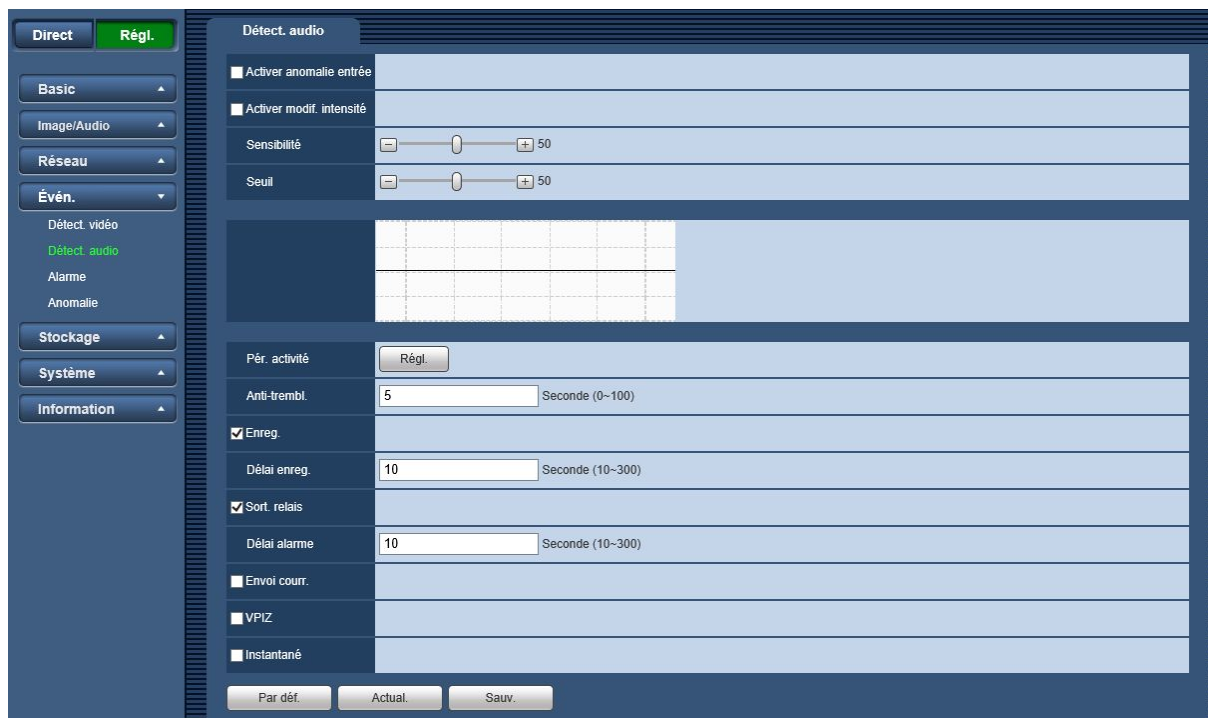 Direct Régl.
Basic
Image/Audio
Réseau
Évén.
Détect. vidéo
Détect. audio
Alarme
Anomalie
Stockage
Système
Information
Détect. audio
Activer anomalie entrée
Activer modif. intensité
Sensibilité 50
Seuil 50
Pér. activité Régl.
Anti-trembl. 5 Seconde (0~100)
Enreg.
Délai enreg. 10 Seconde (10~300)
Sort. relais
Délai alarme 10 Seconde (10~300)
Envoi courr.
VPIZ
Instantané
Par déf. Actual. Sauv.